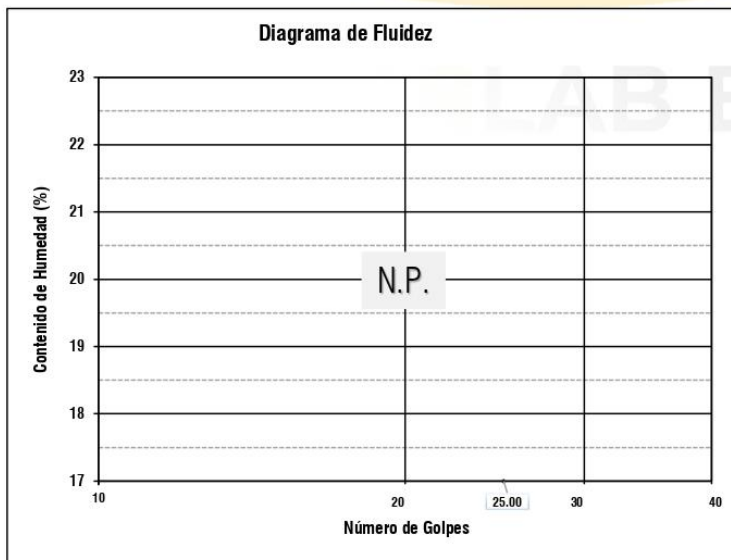 Diagrama de Fluidez
LAB E
Contenido de Humedad (%)
23
22
21
20
19
18
17
N.P.
10
20
25.00
30
40
Número de Golpes